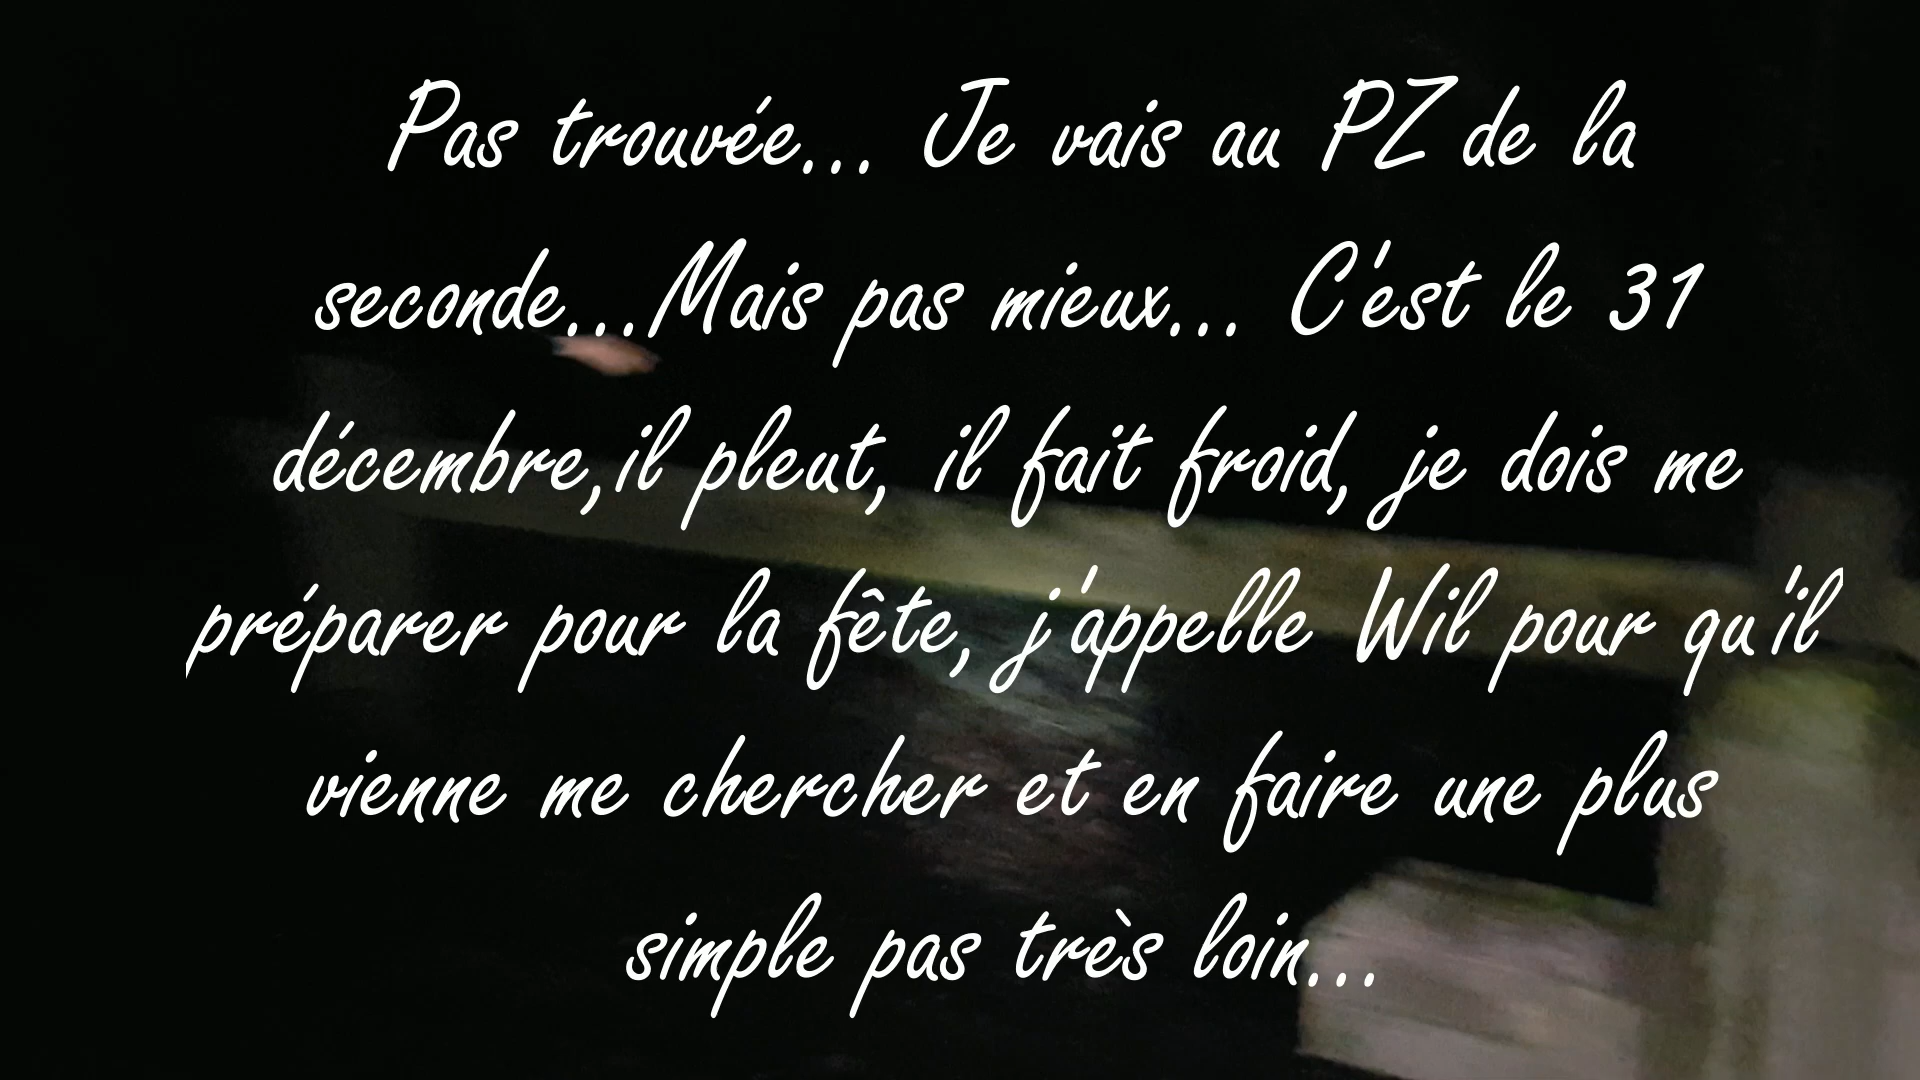 Pas trouvée... Je vais au PZ de la
seconde...Mais pas mieux... C'est le 31
décembre,il pleut, il fait froid, je dois me
préparer pour la fête, j'appelle Wil pour qu'il
vienne me chercher et en faire une plus
simple pas très loin...